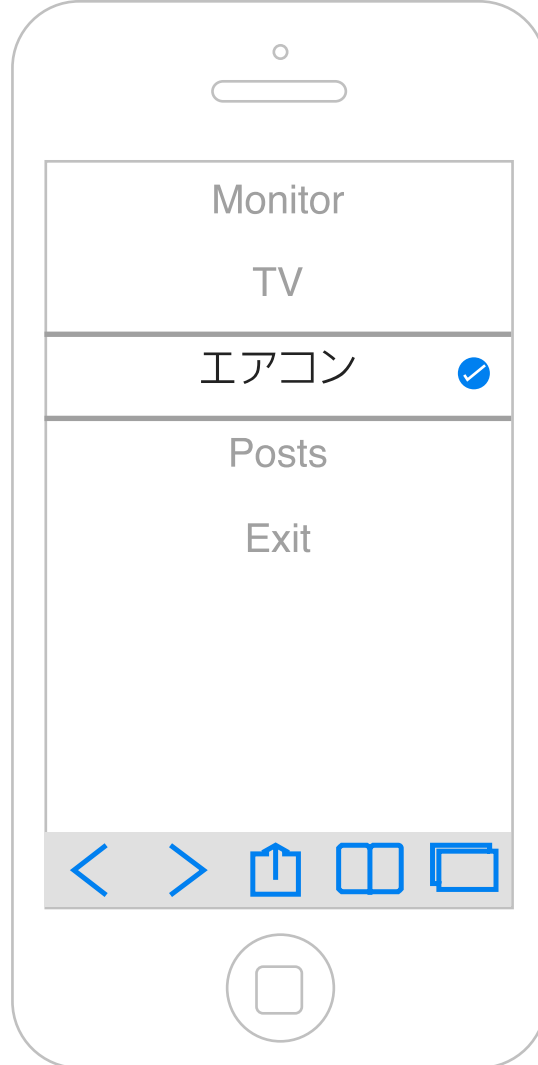 Monitor
TV
エアコン
Posts
Exit